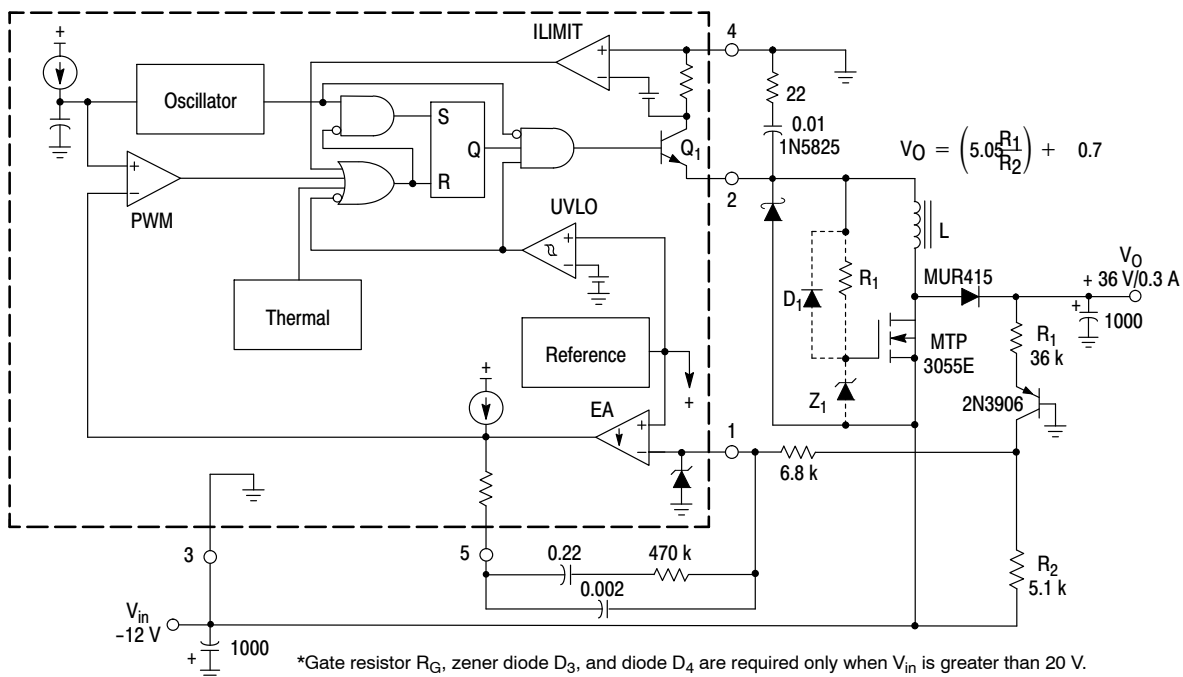 ILIMIT
+
−
4
+
Oscillator
22
0.01
1N5825
S
Q
R
Q1
V_O = (5.05 R1/R2) + 0.7
+
−
PWM
2
UVLO
+
−
L
Thermal
D1
R1
MUR415
V_O
+ 36 V/0.3 A
+
1000
Reference
+
MTP
3055E
R1
36 k
+
Z1
2N3906
EA
+
−
1
6.8 k
3
5
0.22
470 k
0.002
R2
5.1 k
Vin
−12 V
+
1000
*Gate resistor RG, zener diode D3, and diode D4 are required only when Vin is greater than 20 V.